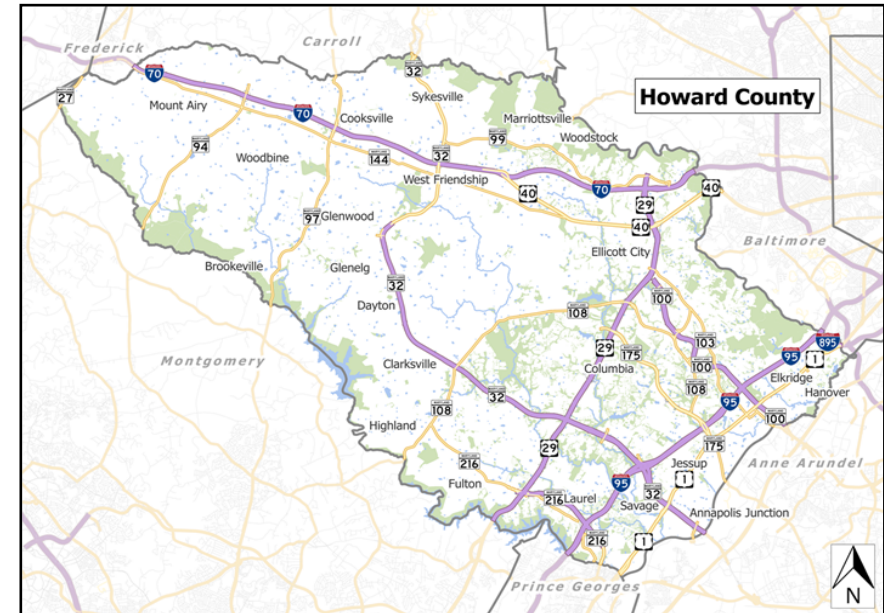 Carroll
Frederick
70
32
27
Mount Airy
Sykesville
Howard County
70
Cooksville
Marriottsville
Woodstock
94
99
Woodbine
144
32
West Friendship
40
70
40
29
97
Glenwood
40
Ellicott City
Baltimore
Brookeville
Glenelg
32
100
Dayton
108
103
895
Montgomery
29
175
95
1
Clarksville
Columbia
100
Elkridge
108
Hanover
32
95
108
100
Highland
29
175
216
Jessup
Anne Arundel
Fulton
95
1
216
Laurel
32
Savage
Annapolis Junction
216
1
Prince Georges
N